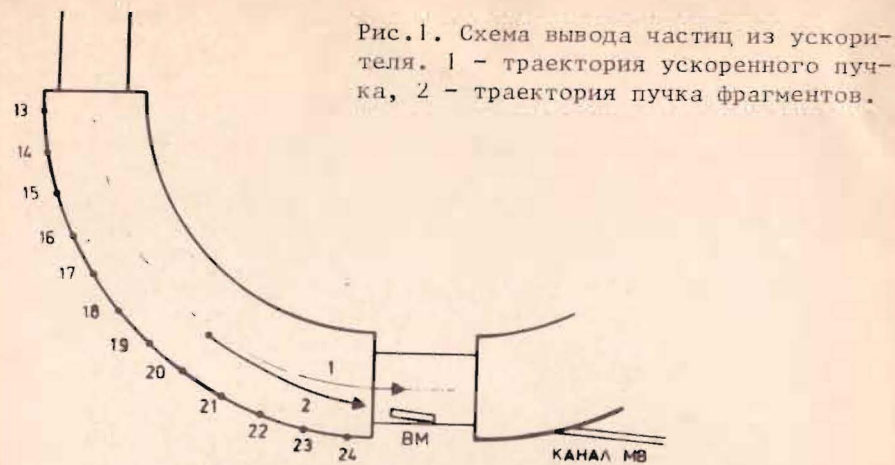 Рис.1. Схема вывода частиц из ускори-
теля. 1 - траектория ускоренного пуч-
ка, 2 - траектория пучка фрагментов.
13
14
15
16
17
18
19
20
21
22
23
24
1
2
ВМ
КАНАЛ МВ